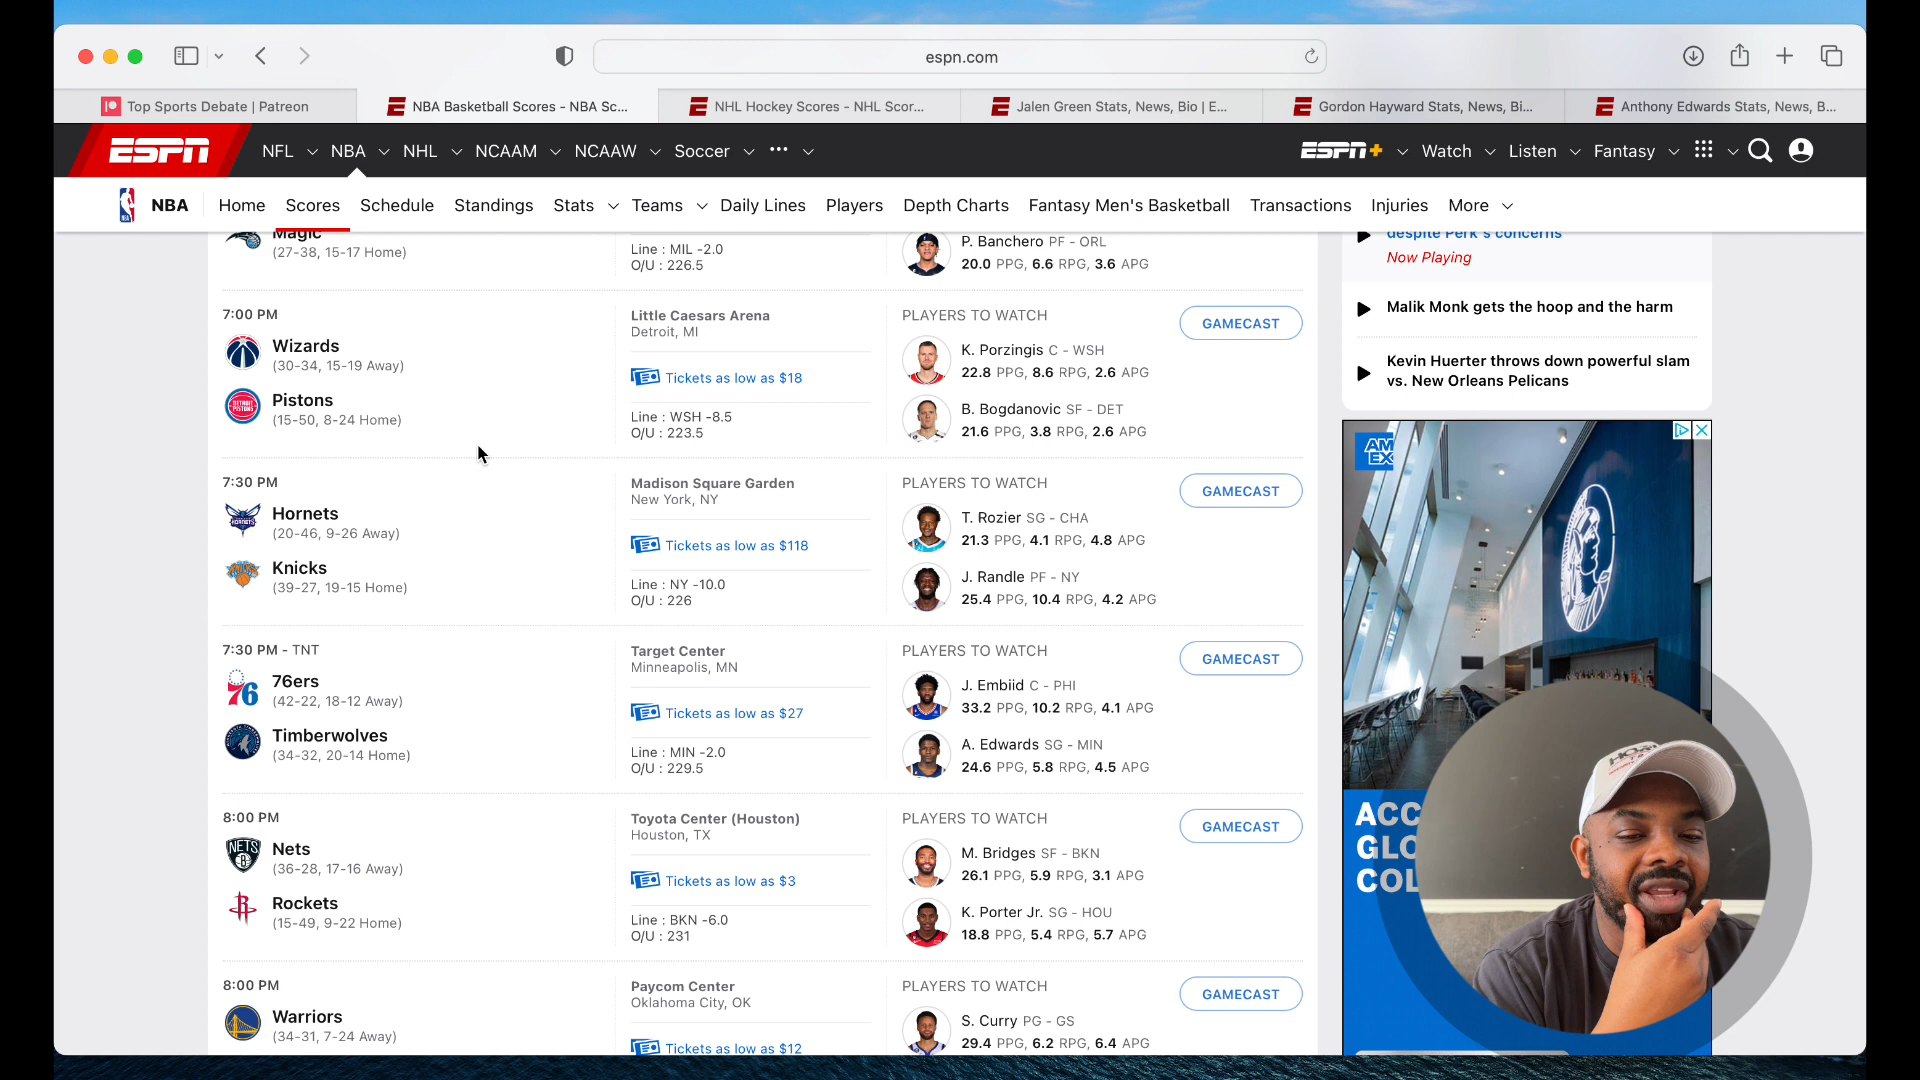 espn.com
Top Sports Debate | Patreon
NBA Basketball Scores - NBA Sc...
NHL Hockey Scores - NHL Scor...
Jalen Green Stats, News, Bio | E...
Gordon Hayward Stats, News, Bi...
Anthony Edwards Stats, News, B...
ESPN
NFL
NBA
NHL
NCAAM
NCAAW
Soccer
ESPN+
Watch
Listen
Fantasy
NBA
Home
Scores
Schedule
Standings
Stats
Teams
Daily Lines
Players
Depth Charts
Fantasy Men's Basketball
Transactions
Injuries
More
Magic
(27-38, 15-17 Home)
Line : MIL -2.0
O/U : 226.5
P. Banchero PF - ORL
20.0 PPG, 6.6 RPG, 3.6 APG
7:00 PM
Wizards
(30-34, 15-19 Away)
Pistons
(15-50, 8-24 Home)
Little Caesars Arena
Detroit, MI
Tickets as low as $18
Line : WSH -8.5
O/U : 223.5
PLAYERS TO WATCH
K. Porzingis C - WSH
22.8 PPG, 8.6 RPG, 2.6 APG
B. Bogdanovic SF - DET
21.6 PPG, 3.8 RPG, 2.6 APG
GAMECAST
7:30 PM
Hornets
(20-46, 9-26 Away)
Knicks
(39-27, 19-15 Home)
Madison Square Garden
New York, NY
Tickets as low as $118
Line : NY -10.0
O/U : 226
PLAYERS TO WATCH
T. Rozier SG - CHA
21.3 PPG, 4.1 RPG, 4.8 APG
J. Randle PF - NY
25.4 PPG, 10.4 RPG, 4.2 APG
GAMECAST
7:30 PM - TNT
76ers
(42-22, 18-12 Away)
Timberwolves
(34-32, 20-14 Home)
Target Center
Minneapolis, MN
Tickets as low as $27
Line : MIN -2.0
O/U : 229.5
PLAYERS TO WATCH
J. Embiid C - PHI
33.2 PPG, 10.2 RPG, 4.1 APG
A. Edwards SG - MIN
24.6 PPG, 5.8 RPG, 4.5 APG
GAMECAST
8:00 PM
Nets
(36-28, 17-16 Away)
Rockets
(15-49, 9-22 Home)
Toyota Center (Houston)
Houston, TX
Tickets as low as $3
Line : BKN -6.0
O/U : 231
PLAYERS TO WATCH
M. Bridges SF - BKN
26.1 PPG, 5.9 RPG, 3.1 APG
K. Porter Jr. SG - HOU
18.8 PPG, 5.4 RPG, 5.7 APG
GAMECAST
8:00 PM
Warriors
(34-31, 7-24 Away)
Paycom Center
Oklahoma City, OK
Tickets as low as $12
PLAYERS TO WATCH
S. Curry PG - GS
29.4 PPG, 6.2 RPG, 6.4 APG
GAMECAST
despite Perk's concerns
Now Playing
Malik Monk gets the hoop and the harm
Kevin Huerter throws down powerful slam
vs. New Orleans Pelicans
AM
EX
ACC
GLO
COL